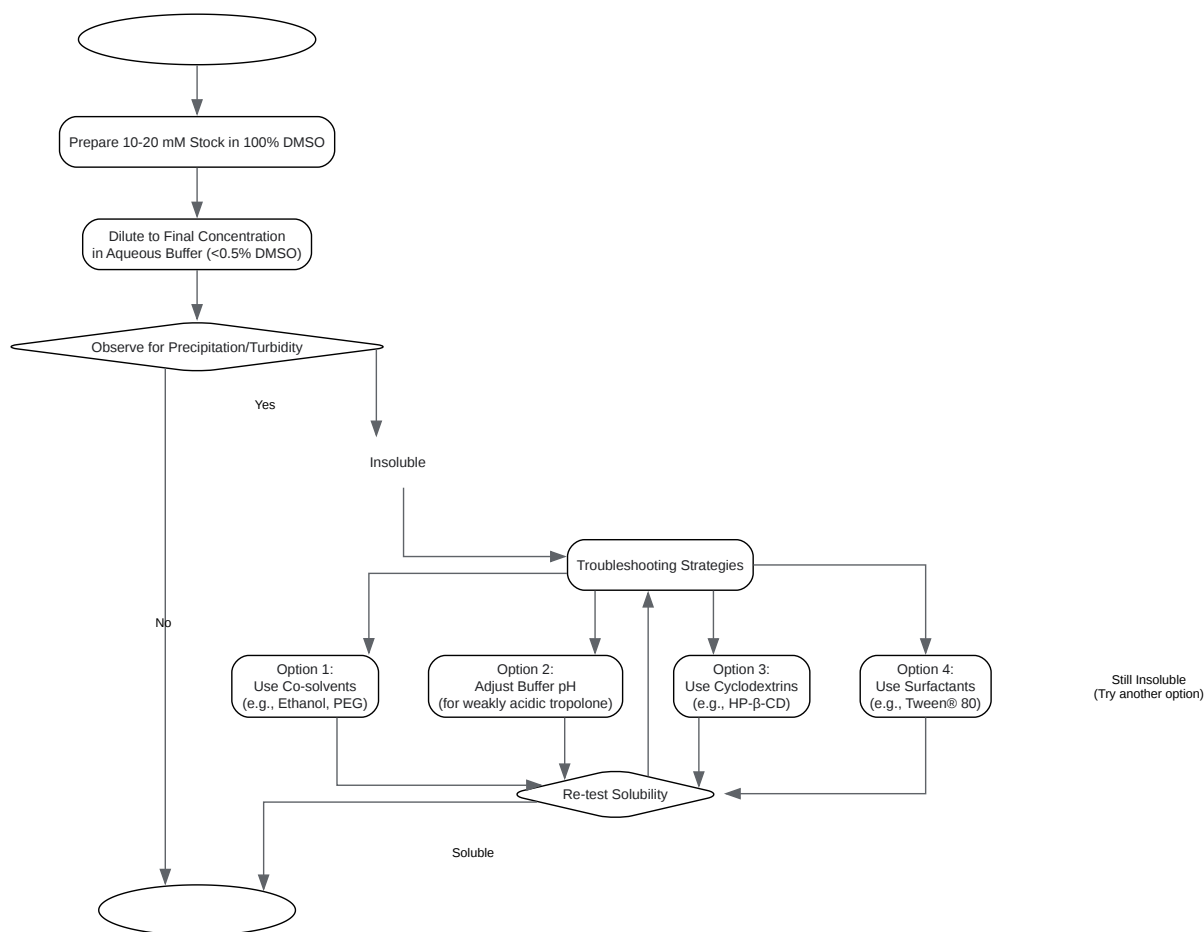 Prepare 10-20 mM Stock in 100% DMSO
Dilute to Final Concentration
in Aqueous Buffer (<0.5% DMSO)
Observe for Precipitation/Turbidity
Yes
Insoluble
Troubleshooting Strategies
No
Option 1:
Use Co-solvents
(e.g., Ethanol, PEG)
Option 2:
Adjust Buffer pH
(for weakly acidic tropolone)
Option 3:
Use Cyclodextrins
(e.g., HP-β-CD)
Option 4:
Use Surfactants
(e.g., Tween® 80)
Still Insoluble
(Try another option)
Re-test Solubility
Soluble